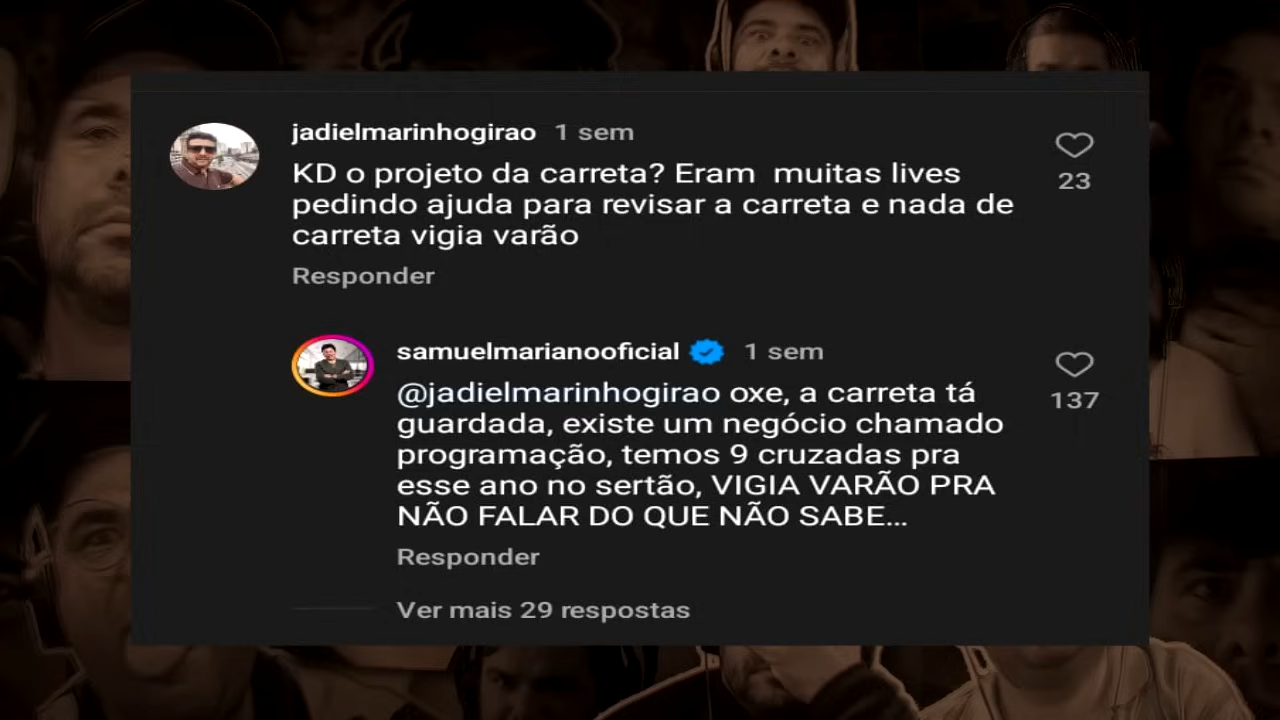 jadielmarinhogirao 1 sem
KD o projeto da carreta? Eram muitas lives
23
pedindo ajuda para revisar a carreta e nada de
carreta vigia varão
Responder
samuelmarianooficial 1 sem
@jadielmarinhogirao oxe, a carreta tá
137
guardada, existe um negócio chamado
programação, temos 9 cruzadas pra
esse ano no sertão, VIGIA VARÃO PRA
NÃO FALAR DO QUE NÃO SABE...
Responder
Ver mais 29 respostas